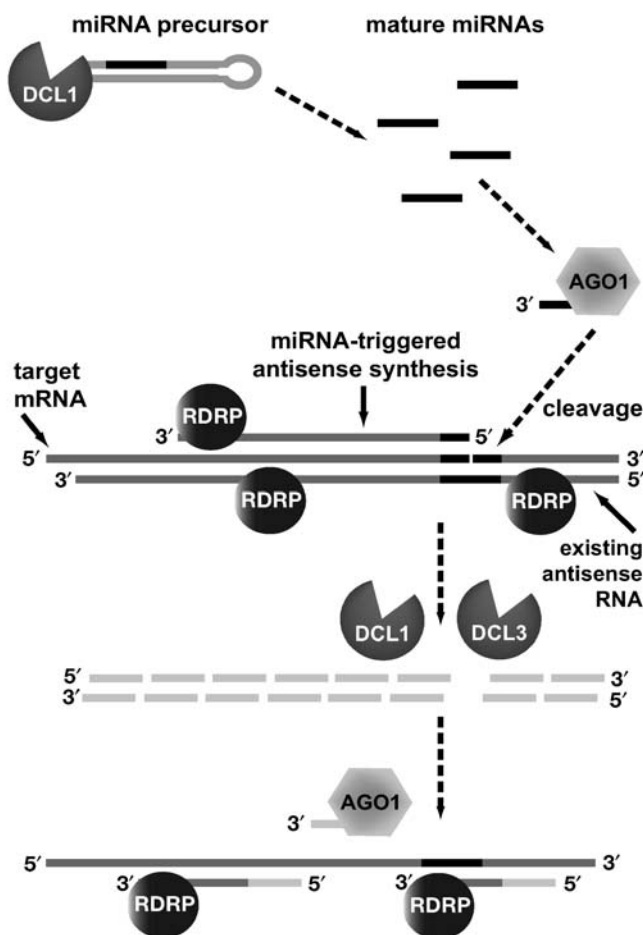 miRNA precursor
mature miRNAs
DCL1
AGO1
3′
miRNA-triggered
antisense synthesis
target
mRNA
RDRP
cleavage
3′
5′
5′
3′
3′
5′
RDRP
RDRP
existing
antisense
RNA
DCL1
DCL3
5′
3′
3′
5′
AGO1
3′
5′
3′
3′
5′
3′
5′
RDRP
RDRP